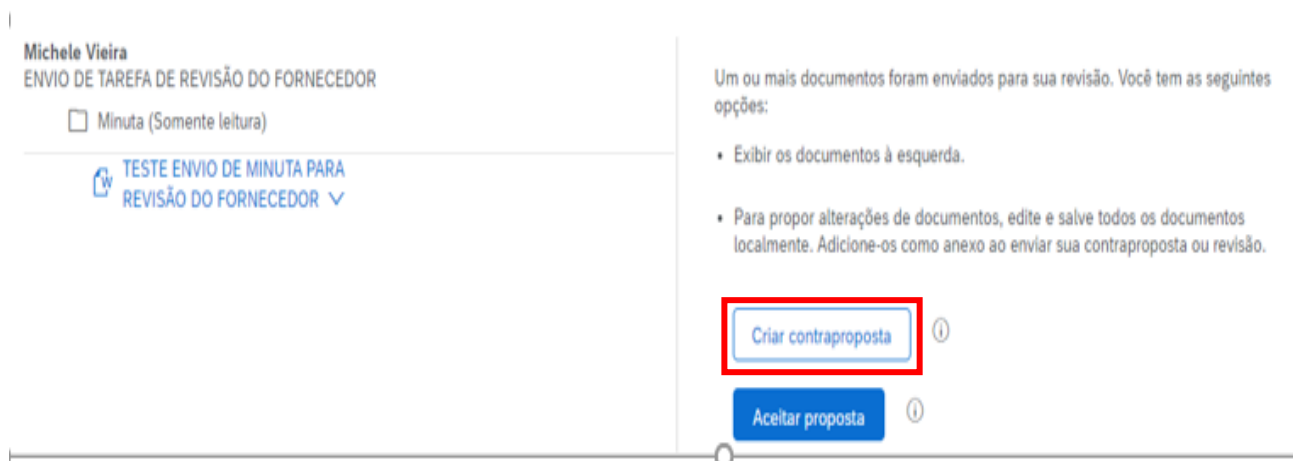 Michele Vieira
ENVIO DE TAREFA DE REVISÃO DO FORNECEDOR
Minuta (Somente leitura)
TESTE ENVIO DE MINUTA PARA
REVISÃO DO FORNECEDOR
Um ou mais documentos foram enviados para sua revisão. Você tem as seguintes
opções:
• Exibir os documentos à esquerda.
• Para propor alterações de documentos, edite e salve todos os documentos
localmente. Adicione-os como anexo ao enviar sua contraproposta ou revisão.
Criar contraproposta
Aceitar proposta